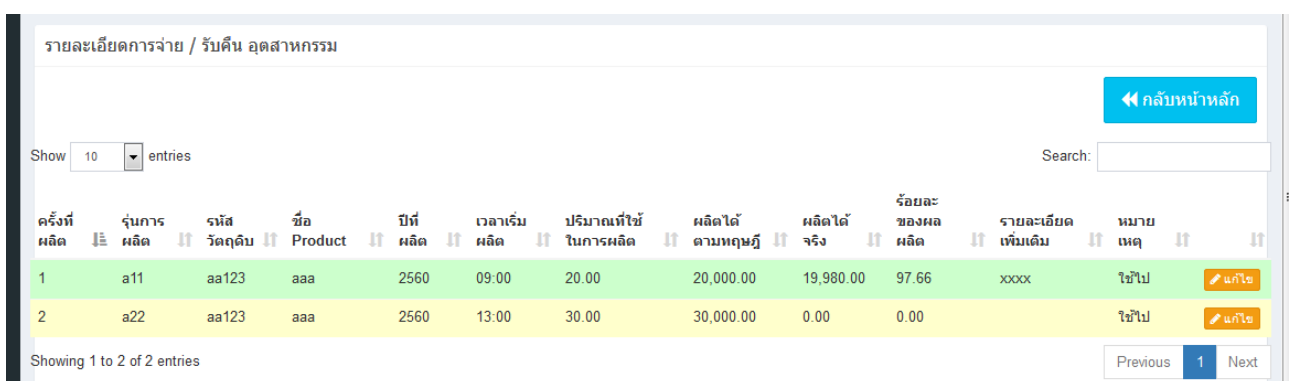 รายละเอียดการจ่าย / รับคืน อุตสาหกรรม
กลับหน้าหลัก
Show 10 entries Search:
ครั้งที่ผลิต รุ่นการผลิต รหัสวัตถุดิบ ชื่อ Product ปีที่ผลิต เวลาเริ่มผลิต ปริมาณที่ใช้ในการผลิต ผลิตได้ตามทฤษฎี ผลิตได้จริง ร้อยละของผลผลิต รายละเอียดเพิ่มเติม หมายเหตุ
1 a11 aa123 aaa 2560 09:00 20.00 20,000.00 19,980.00 97.66 xxxx ใช้ไป แก้ไข
2 a22 aa123 aaa 2560 13:00 30.00 30,000.00 0.00 0.00 ใช้ไป แก้ไข
Showing 1 to 2 of 2 entries Previous 1 Next